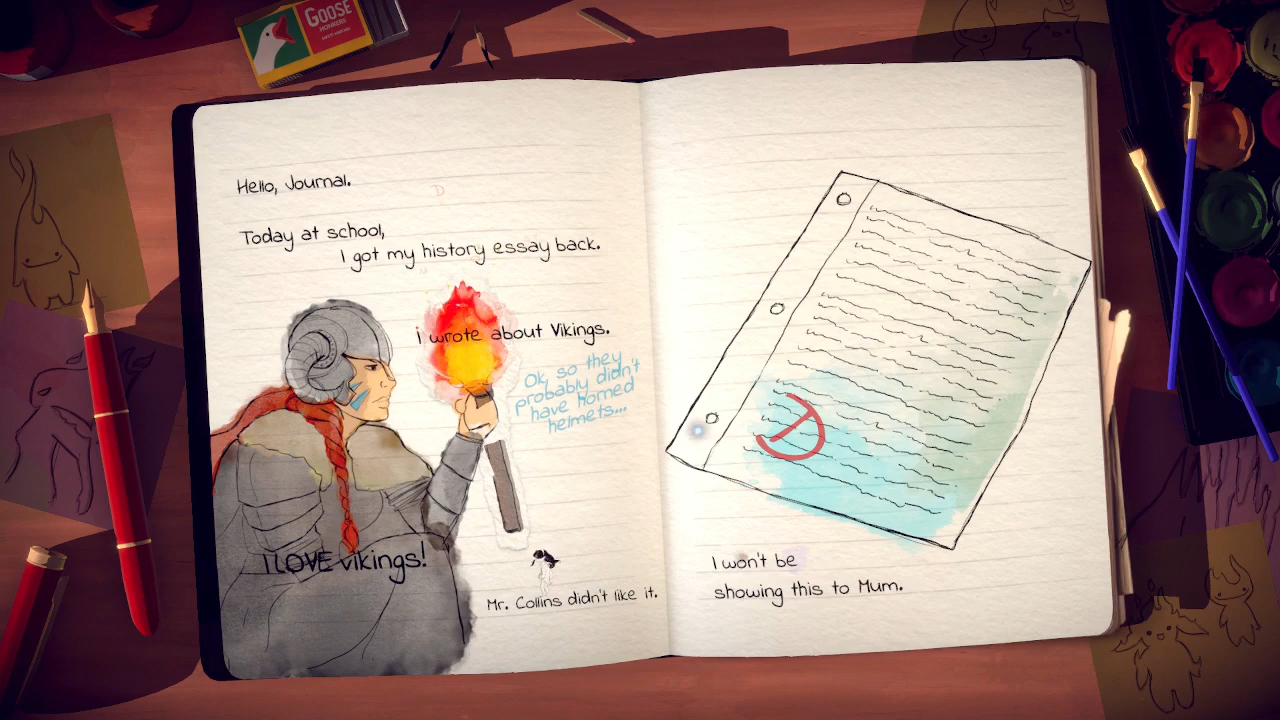 GOOSE
HONKERS
Hello, Journal.
D
Today at school,
I got my history essay back.
i wrote about Vikings.
Ok, so they
probably didn't
have horned
helmets...
I LOVE vikings!
Mr. Collins didn't like it.
D
I won't be
showing this to Mum.